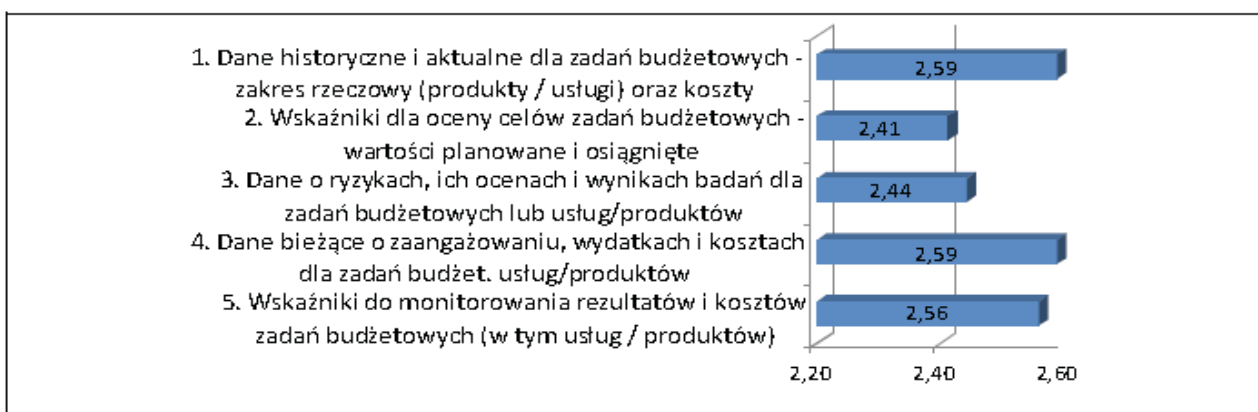 1. Dane historyczne i aktualne dla zadań budżetowych -
zakres rzeczowy (produkty / usługi) oraz koszty
2,59
2. Wskaźniki dla oceny celów zadań budżetowych -
wartości planowane i osiągnięte
2,41
3. Dane o ryzykach, ich ocenach i wynikach badań dla
zadań budżetowych lub usług/produktów
2,44
4. Dane bieżące o zaangażowaniu, wydatkach i kosztach
dla zadań budżet. usług/produktów
2,59
5. Wskaźniki do monitorowania rezultatów i kosztów
zadań budżetowych (w tym usług / produktów)
2,56
2,20 2,40 2,60